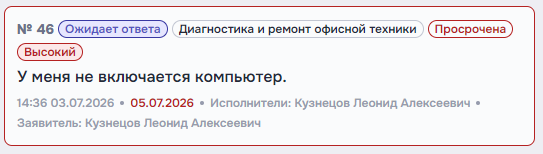 № 46 Ожидает ответа Диагностика и ремонт офисной техники Просрочена
Высокий
У меня не включается компьютер.
14:36 03.07.2026 • 05.07.2026 • Исполнители: Кузнецов Леонид Алексеевич •
Заявитель: Кузнецов Леонид Алексеевич